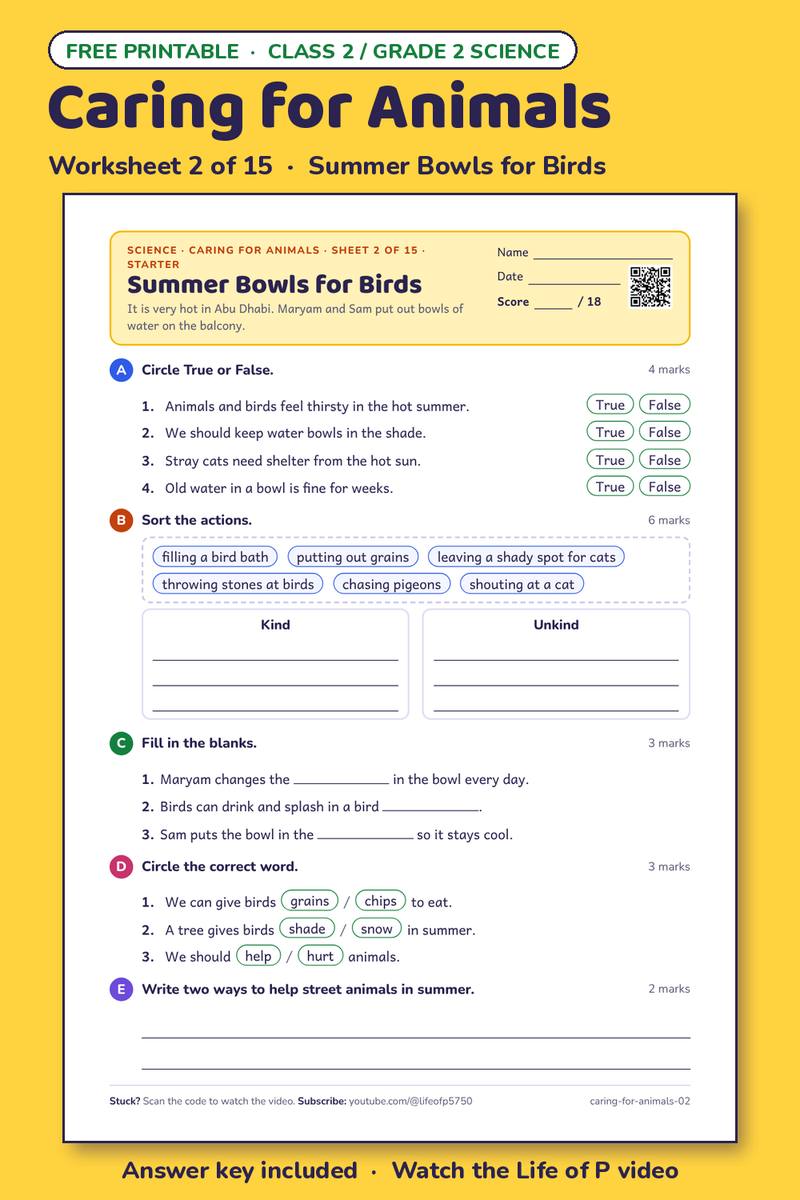 FREE PRINTABLE · CLASS 2 / GRADE 2 SCIENCE
Caring for Animals
Worksheet 2 of 15 · Summer Bowls for Birds
SCIENCE · CARING FOR ANIMALS · SHEET 2 OF 15 ·
STARTER
Summer Bowls for Birds
It is very hot in Abu Dhabi. Maryam and Sam put out bowls of
water on the balcony.
Name ____________________
Date ______________
Score ______ / 18
A Circle True or False. 4 marks
1. Animals and birds feel thirsty in the hot summer. True False
2. We should keep water bowls in the shade. True False
3. Stray cats need shelter from the hot sun. True False
4. Old water in a bowl is fine for weeks. True False
B Sort the actions. 6 marks
filling a bird bath putting out grains leaving a shady spot for cats
throwing stones at birds chasing pigeons shouting at a cat
Kind Unkind
C Fill in the blanks. 3 marks
1. Maryam changes the ______________ in the bowl every day.
2. Birds can drink and splash in a bird ______________.
3. Sam puts the bowl in the ______________ so it stays cool.
D Circle the correct word. 3 marks
1. We can give birds grains / chips to eat.
2. A tree gives birds shade / snow in summer.
3. We should help / hurt animals.
E Write two ways to help street animals in summer. 2 marks
Stuck? Scan the code to watch the video. Subscribe: youtube.com/@lifeofp5750 caring-for-animals-02
Answer key included · Watch the Life of P video